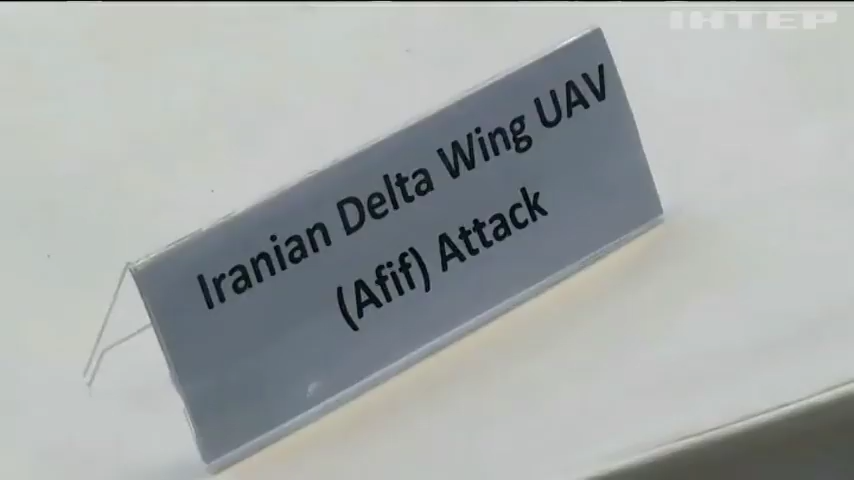 ІНТЕР
Iranian Delta Wing UAV
(Afif) Attack